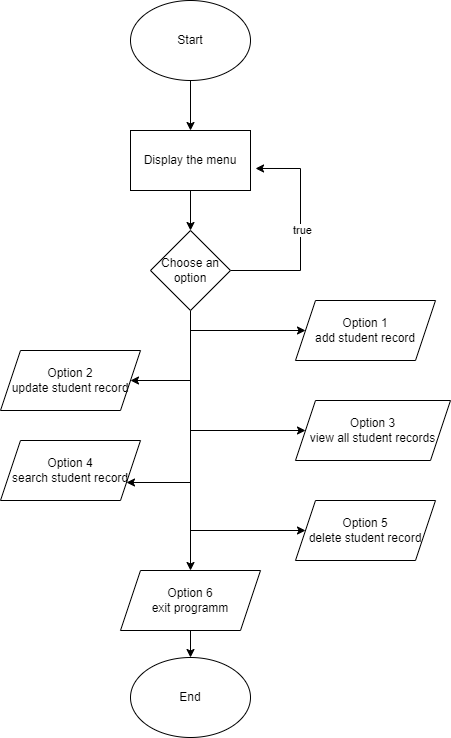 Start
Display the menu
true
Choose an
option
Option 1
add student record
Option 2
update student record
Option 3
view all student records
Option 4
search student record
Option 5
delete student record
Option 6
exit programm
End